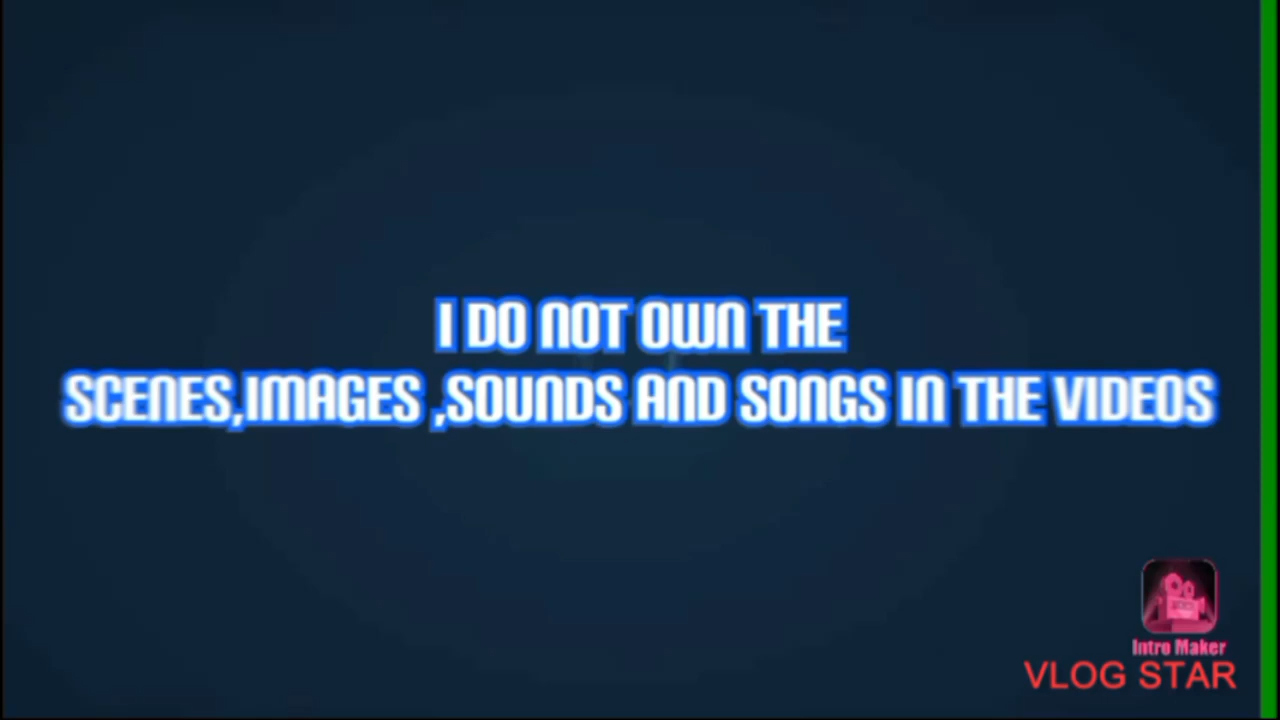 I DO NOT OWN THE
SCENES,IMAGES ,SOUNDS AND SONGS IN THE VIDEOS
Intro Maker
VLOG STAR